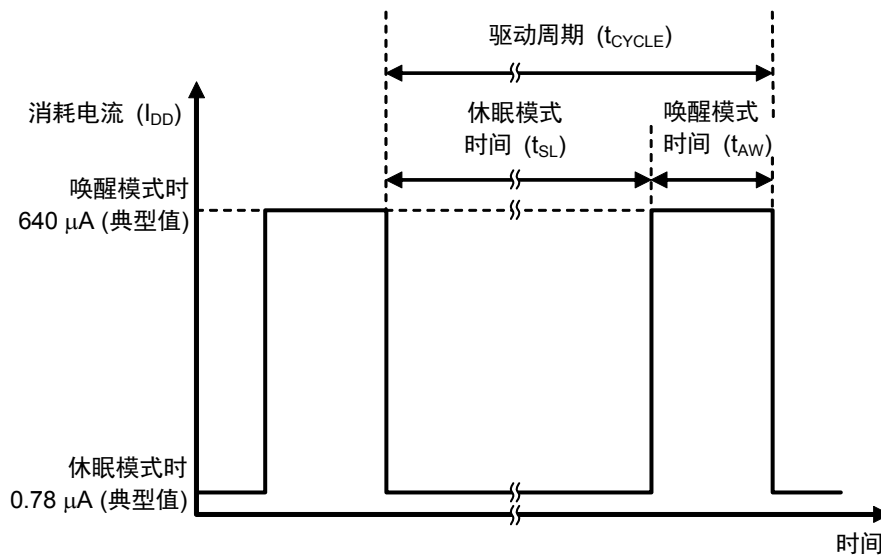 驱动周期 (tCYCLE)
消耗电流 (IDD)
休眠模式
时间 (tSL)
唤醒模式
时间 (tAW)
唤醒模式时
640 μA (典型值)
休眠模式时
0.78 μA (典型值)
时间